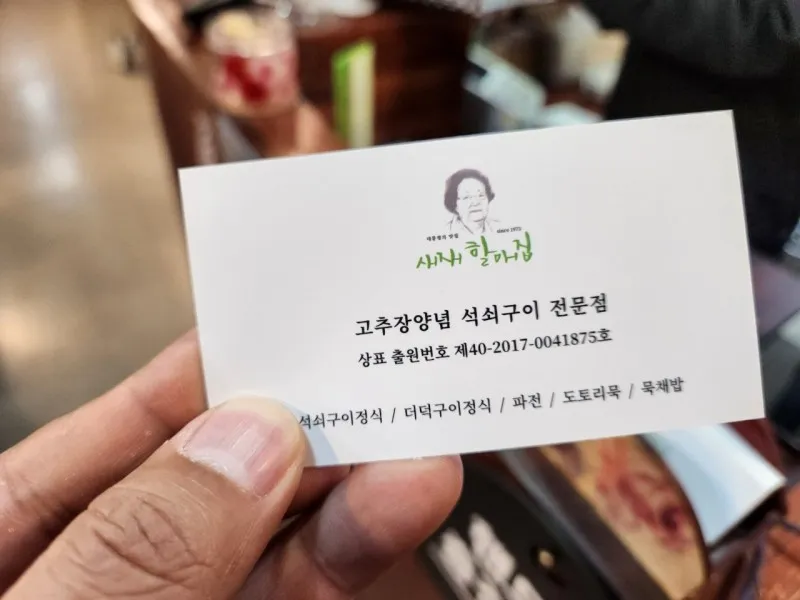 새재할매집
since 1973
고추장양념 석쇠구이 전문점
상표 출원번호 제40-2017-0041875호
석쇠구이정식 / 더덕구이정식 / 파전 / 도토리묵 / 묵채밥